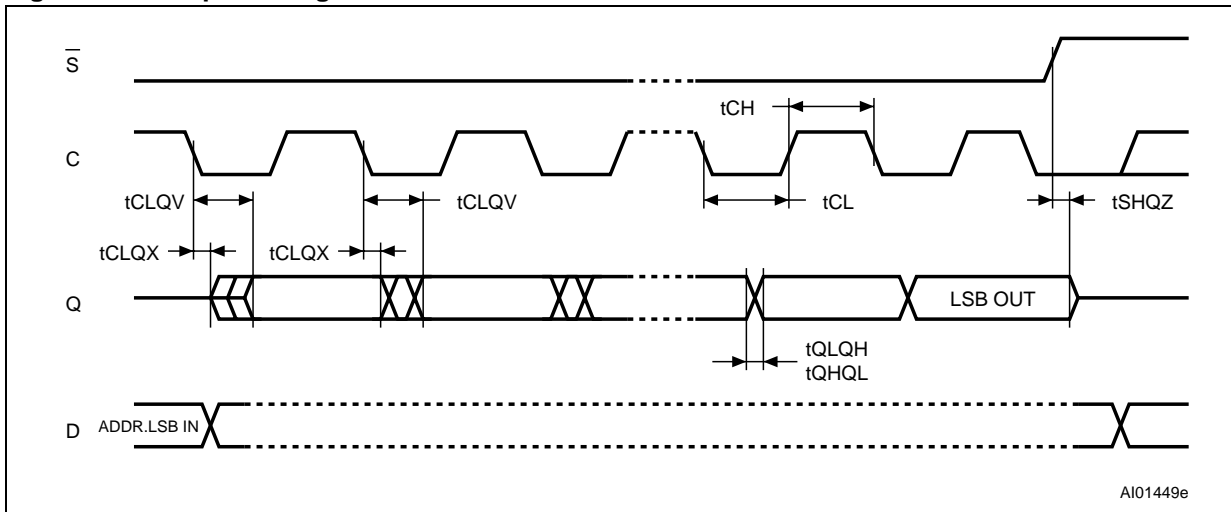 S
tCH
C
tCLQV
tCLQV
tCL
tSHQZ
tCLQX
tCLQX
Q
LSB OUT
tQLQH
tQHQL
D
ADDR.LSB IN
AI01449e